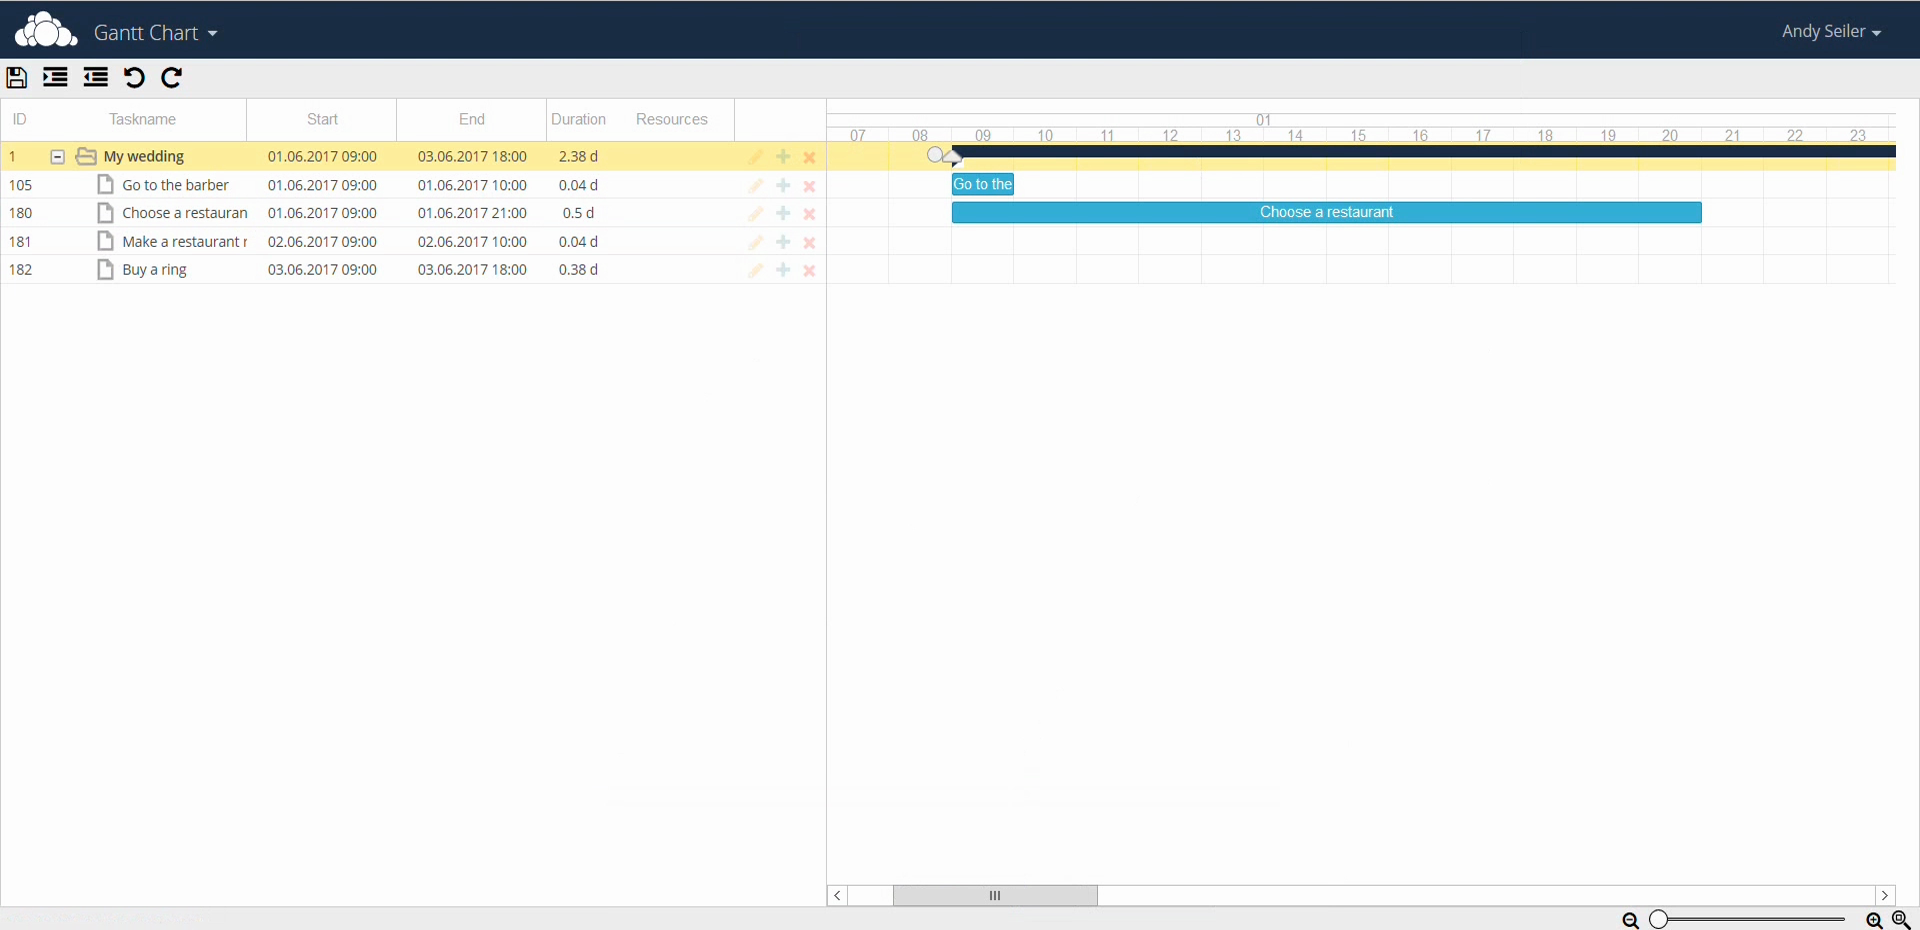 Gantt Chart
Andy Seiler
ID Taskname Start End Duration Resources
01
07 08 09 10 11 12 13 14 15 16 17 18 19 20 21 22 23
1 My wedding 01.06.2017 09:00 03.06.2017 18:00 2.38 d
105 Go to the barber 01.06.2017 09:00 01.06.2017 10:00 0.04 d Go to the
180 Choose a restauran 01.06.2017 09:00 01.06.2017 21:00 0.5 d Choose a restaurant
181 Make a restaurant r 02.06.2017 09:00 02.06.2017 10:00 0.04 d
182 Buy a ring 03.06.2017 09:00 03.06.2017 18:00 0.38 d